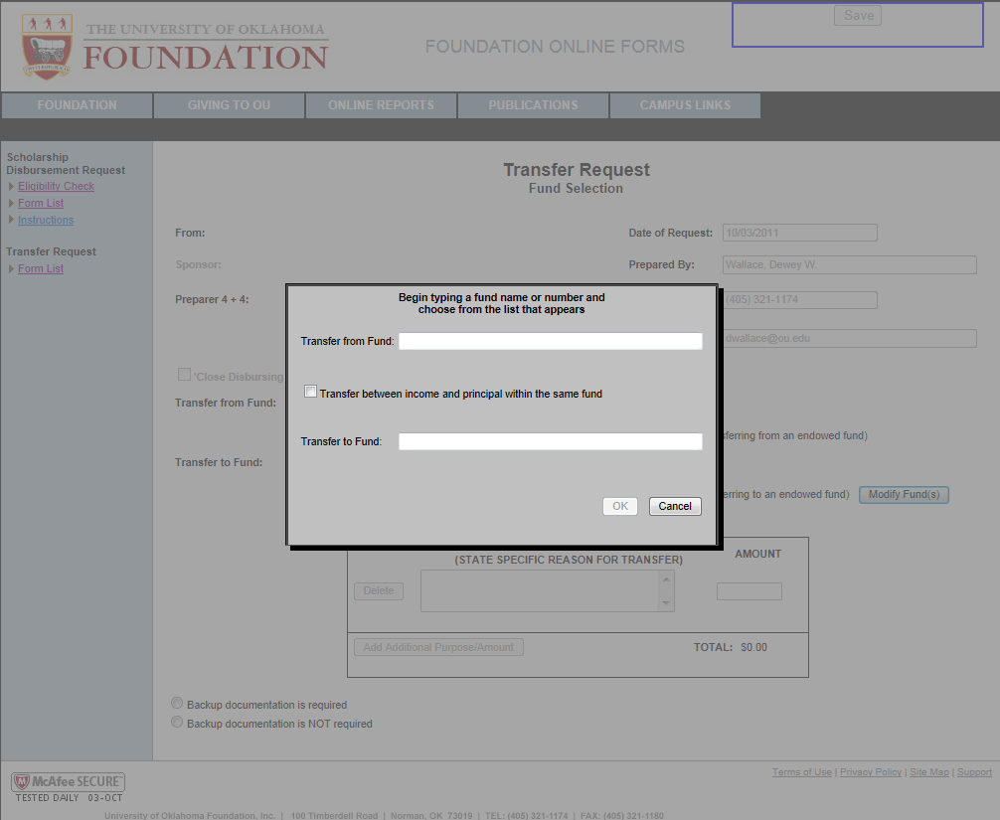 THE UNIVERSITY OF OKLAHOMA
FOUNDATION
FOUNDATION ONLINE FORMS
Save
FOUNDATION GIVING TO OU ONLINE REPORTS PUBLICATIONS CAMPUS LINKS
Scholarship
Disbursement Request
Eligibility Check
Form List
Instructions
Transfer Request
Form List
Transfer Request
Fund Selection
From:
Date of Request: 10/03/2011
Sponsor:
Prepared By: Wallace, Dewey W
Preparer 4 + 4:
(405) 321-1174
dwallace@ou.edu
'Close Disbursing
Transfer from Fund:
sferring from an endowed fund)
Transfer to Fund:
erring to an endowed fund) Modify Fund(s)
Begin typing a fund name or number and
choose from the list that appears
Transfer from Fund:
Transfer between income and principal within the same fund
Transfer to Fund:
OK Cancel
(STATE SPECIFIC REASON FOR TRANSFER) AMOUNT
Delete
Add Additional Purpose/Amount TOTAL: $0.00
Backup documentation is required
Backup documentation is NOT required
McAfee SECURE™
TESTED DAILY 03-OCT
Terms of Use | Privacy Policy | Site Map | Support
University of Oklahoma Foundation, Inc. | 100 Timberdell Road | Norman, OK 73019 | TEL: (405) 321-1174 | FAX: (405) 321-1180